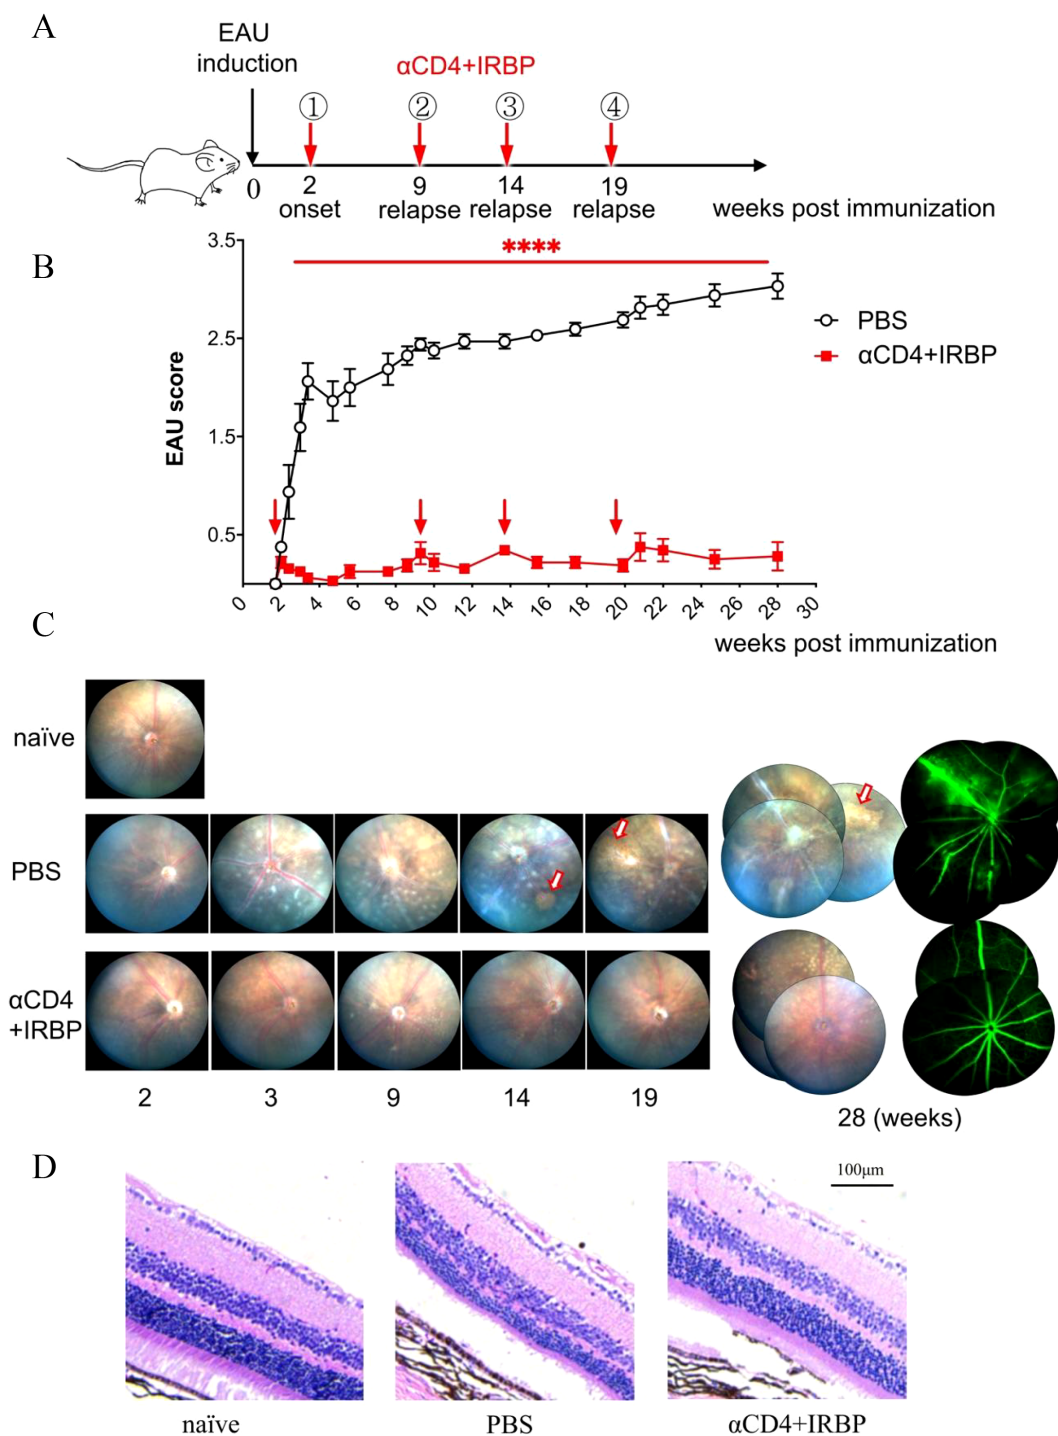 A
EAU
induction
αCD4+IRBP
① ② ③ ④
0 2 9 14 19
onset relapse relapse relapse
weeks post immunization
B
3.5
2.5
1.5
0.5
EAU score
****
PBS
αCD4+IRBP
0 2 4 6 8 10 12 14 16 18 20 22 24 26 28 30
weeks post immunization
C
naïve
PBS
αCD4
+IRBP
2 3 9 14 19
28 (weeks)
D
100μm
naïve PBS αCD4+IRBP